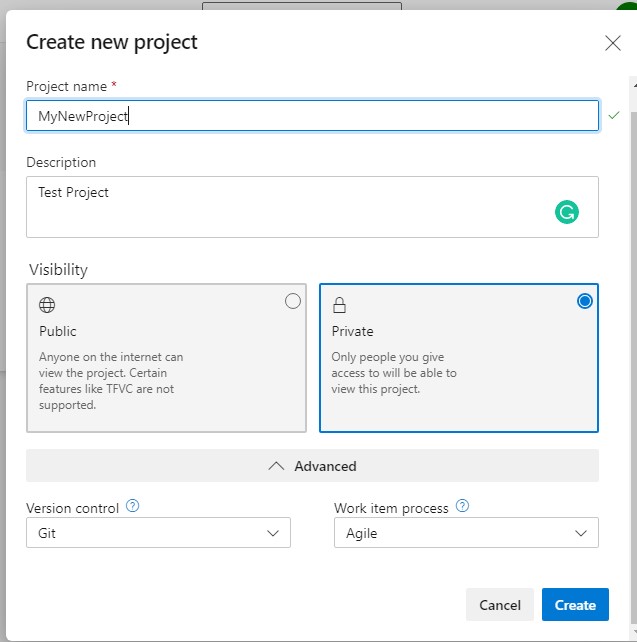 Create new project
Project name *
MyNewProject
Description
Test Project
Visibility
Public
Anyone on the internet can
view the project. Certain
features like TFVC are not
supported.
Private
Only people you give
access to will be able to
view this project.
Advanced
Version control ?
Work item process ?
Git
Agile
Cancel
Create